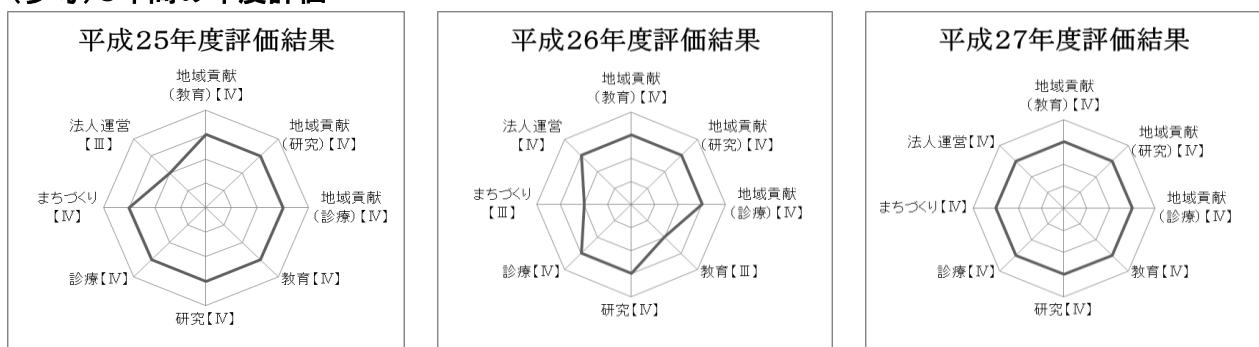 (参考)3年間の年度評価
平成25年度評価結果
地域貢献
(教育)【Ⅳ】
地域貢献
(研究)【Ⅳ】
地域貢献
(診療)【Ⅳ】
教育【Ⅳ】
研究【Ⅳ】
診療【Ⅳ】
まちづくり
【Ⅳ】
法人運営
【Ⅲ】
平成26年度評価結果
地域貢献
(教育)【Ⅳ】
地域貢献
(研究)【Ⅳ】
地域貢献
(診療)【Ⅳ】
教育【Ⅲ】
研究【Ⅳ】
診療【Ⅳ】
まちづくり
【Ⅲ】
法人運営
【Ⅳ】
平成27年度評価結果
地域貢献
(教育)【Ⅳ】
地域貢献
(研究)【Ⅳ】
地域貢献
(診療)【Ⅳ】
教育【Ⅳ】
研究【Ⅳ】
診療【Ⅳ】
まちづくり【Ⅳ】
法人運営【Ⅳ】